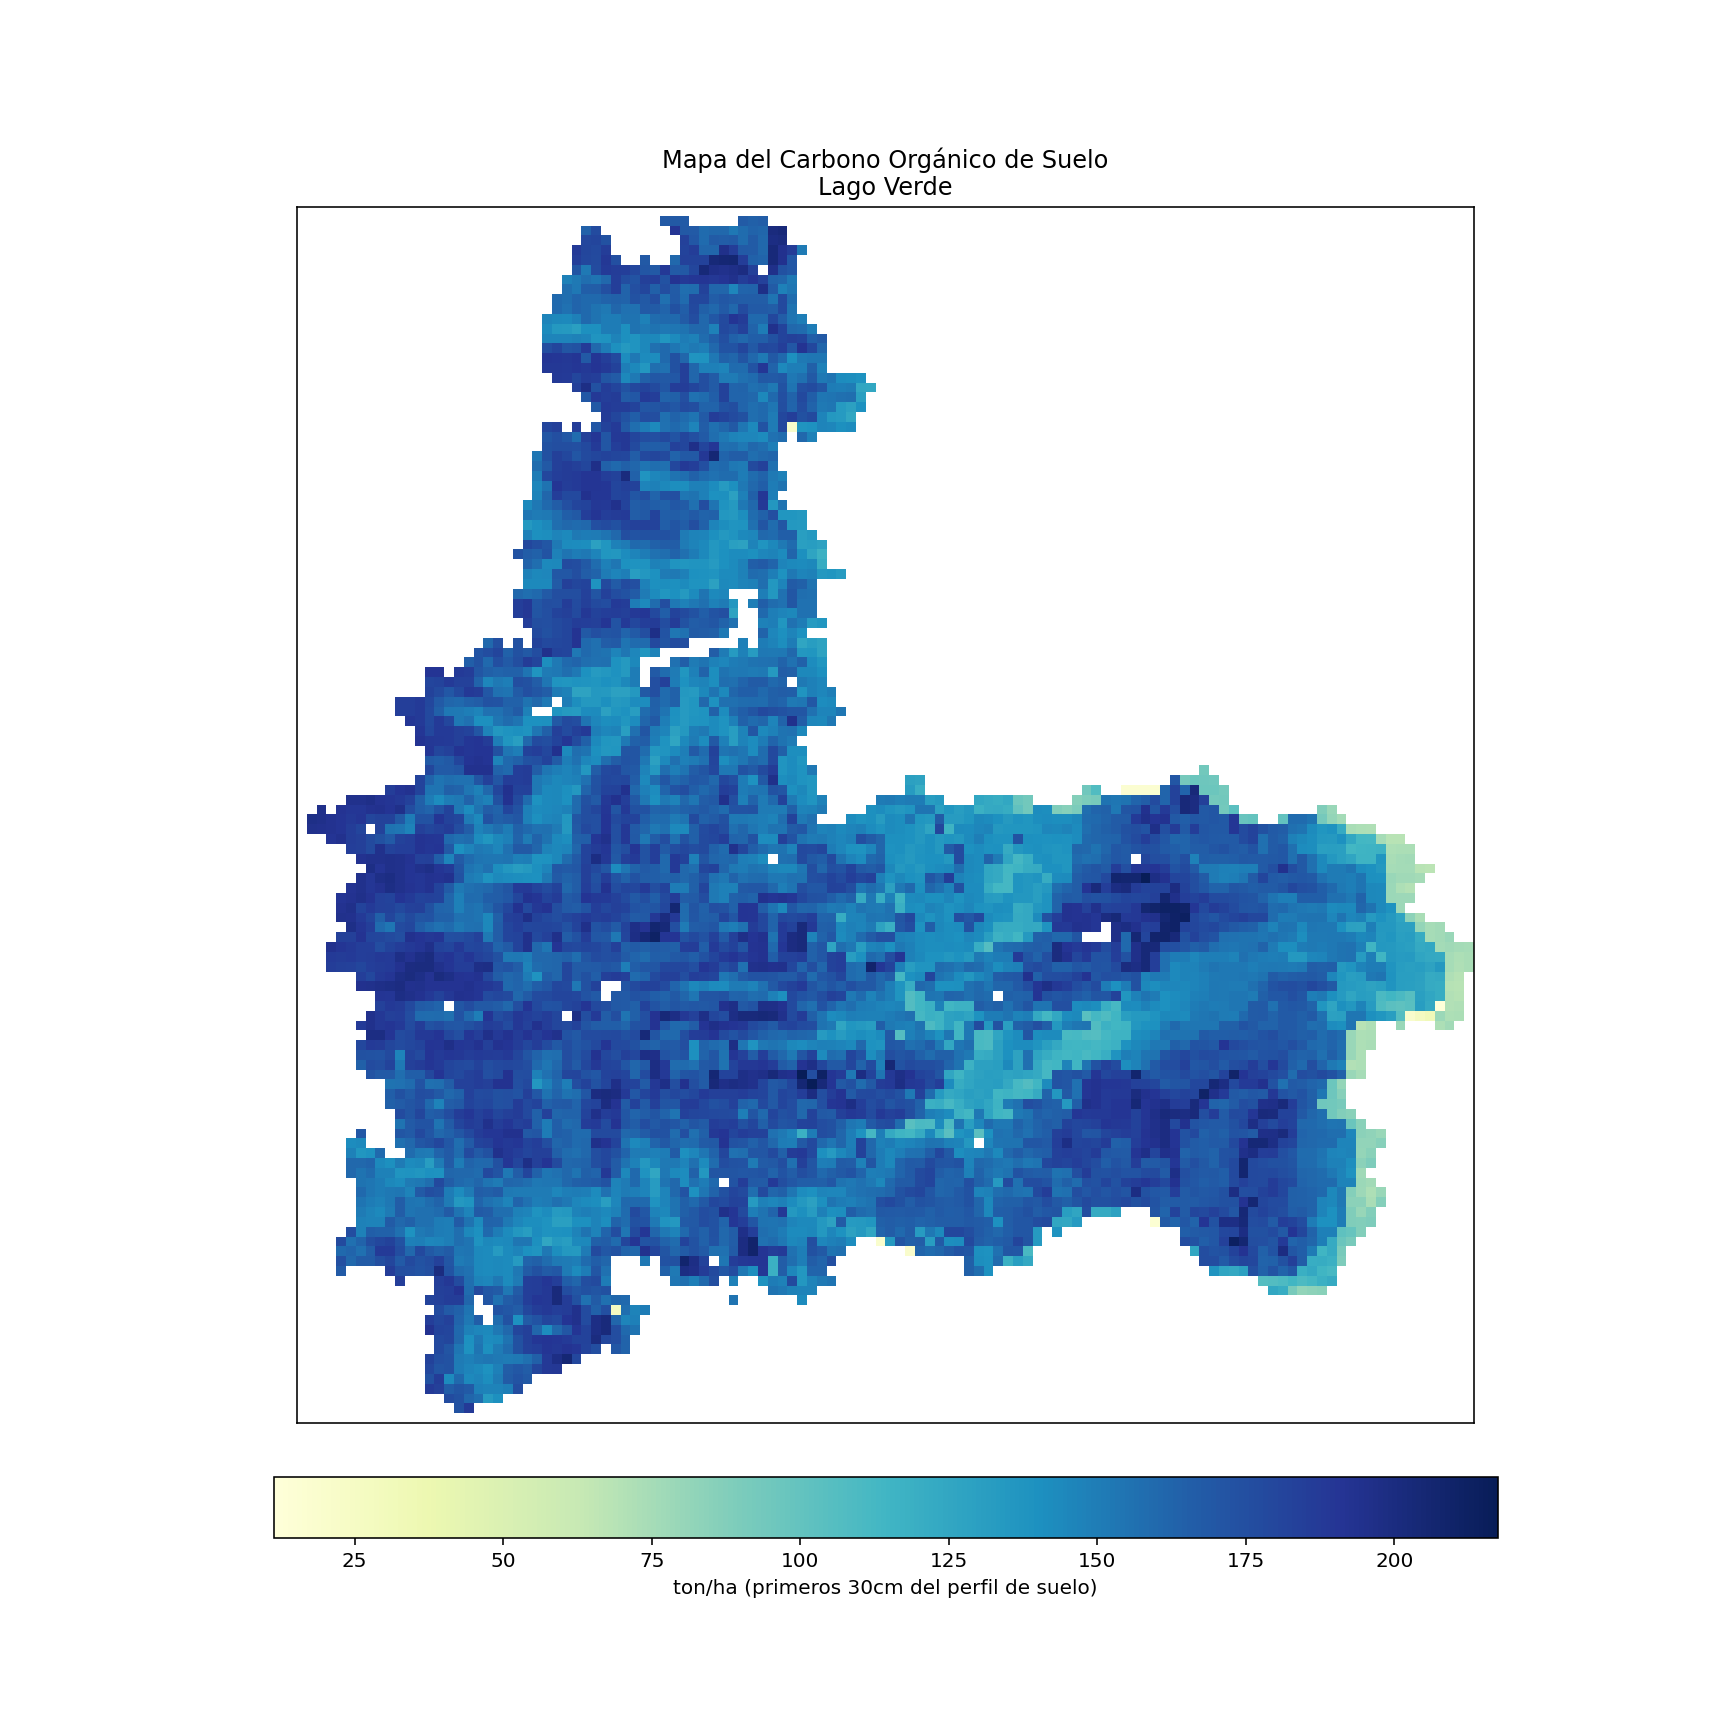 Mapa del Carbono Orgánico de Suelo
Lago Verde
25 50 75 100 125 150 175 200
ton/ha (primeros 30cm del perfil de suelo)